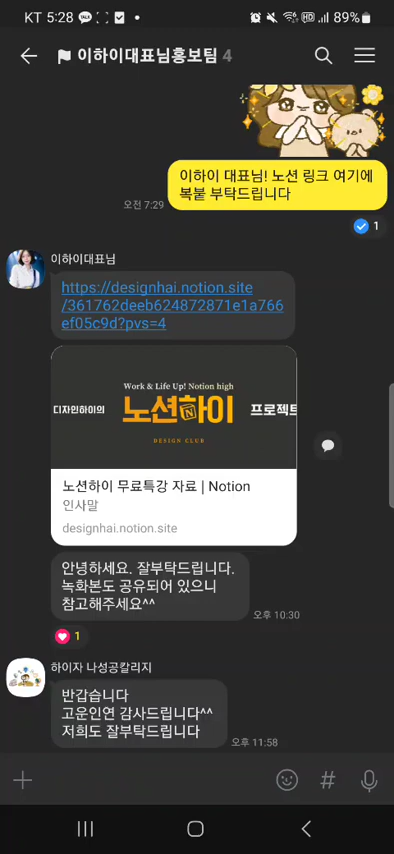 KT 5:28 TALK
89%
이하이대표님홍보팀 4
이하이 대표님! 노션 링크 여기에
복붙 부탁드립니다
오전 7:29
1
이하이대표님
https://designhai.notion.site
/361762deeb624872871e1a766
ef05c9d?pvs=4
Work & Life Up! Notion high
디자인하이의
노션하이
N
프로젝트
DESIGN CLUB
노션하이 무료특강 자료 | Notion
인사말
designhai.notion.site
안녕하세요. 잘부탁드립니다.
녹화본도 공유되어 있으니
참고해주세요^^
오후 10:30
1
하이자 나성공칼리지
반갑습니다
고운인연 감사드립니다^^
저희도 잘부탁드립니다
오후 11:58